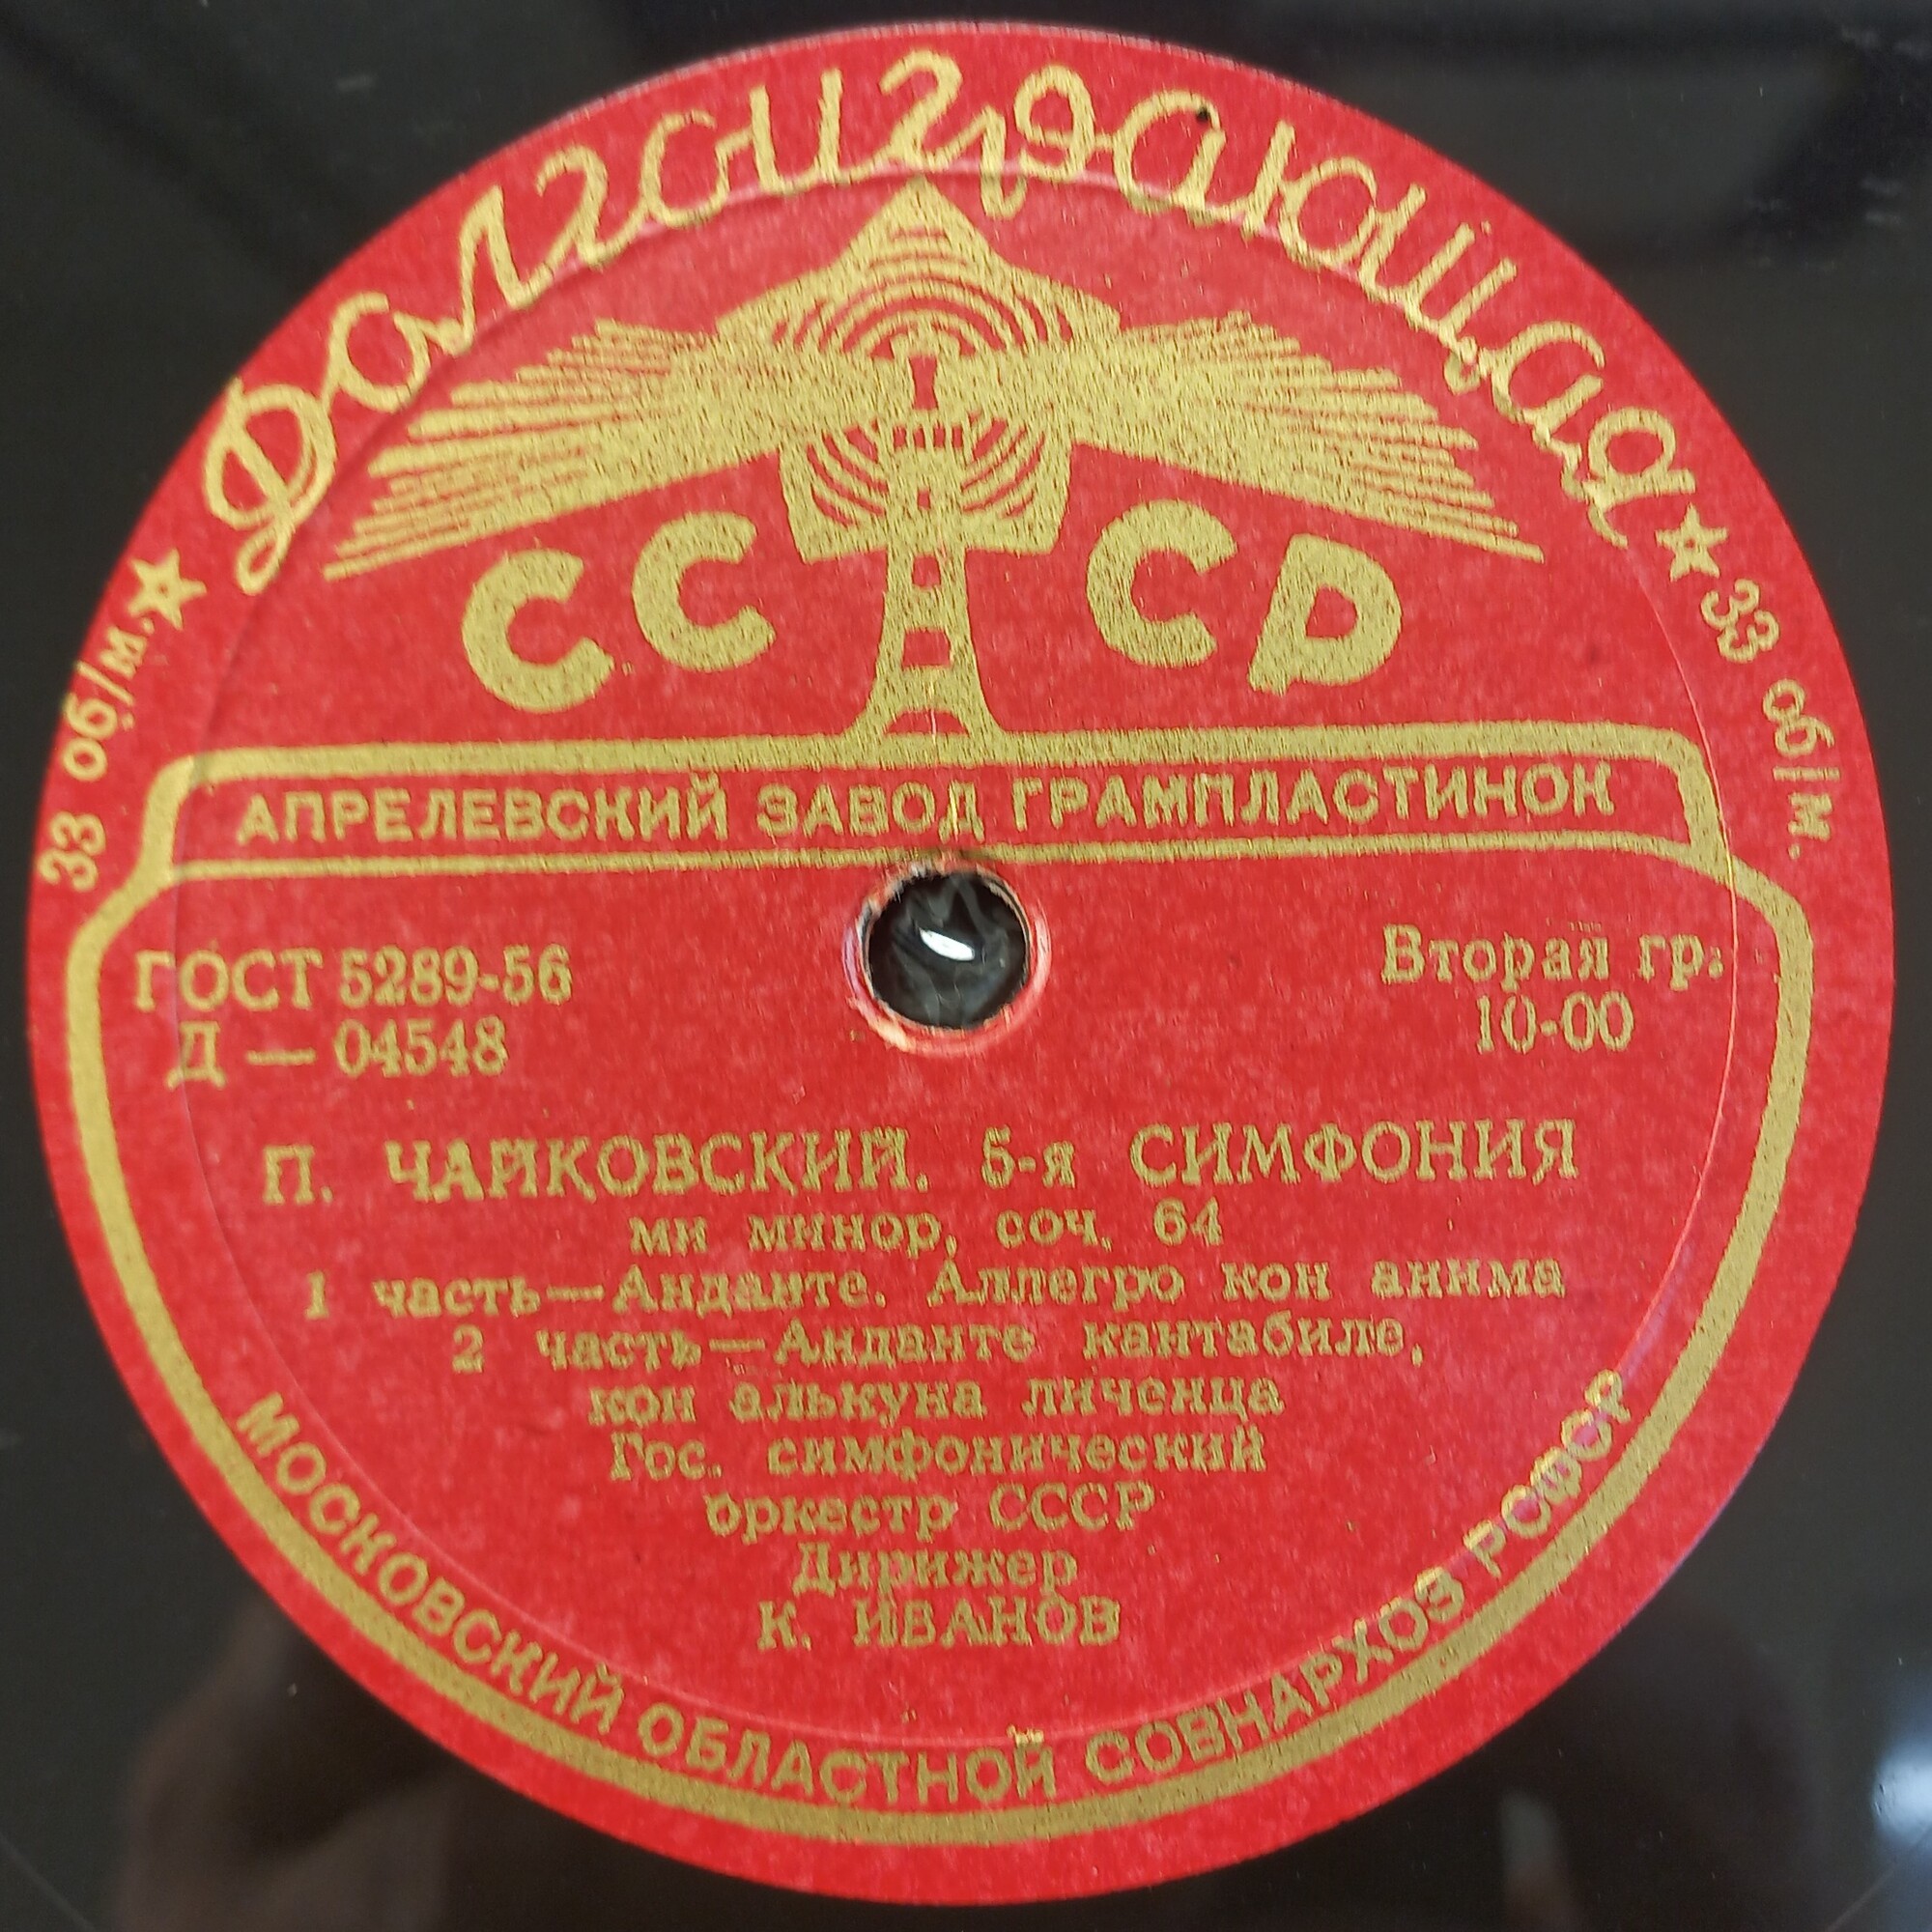 Долгоиграющая
33 об/м.
33 об/м.
СССР
АПРЕЛЕВСКИЙ ЗАВОД ГРАМПЛАСТИНОК
ГОСТ 5289-56
Д — 04548
Вторая гр.
10-00
П. ЧАЙКОВСКИЙ. 5-я СИМФОНИЯ
ми минор, соч. 64
1 часть—Анданте. Аллегро кон анима
2 часть—Анданте кантабиле,
кон алькуна личенца
Гос. симфонический
оркестр СССР
Дирижер
К. ИВАНОВ
МОСКОВСКИЙ ОБЛАСТНОЙ СОВНАРХОЗ РСФСР